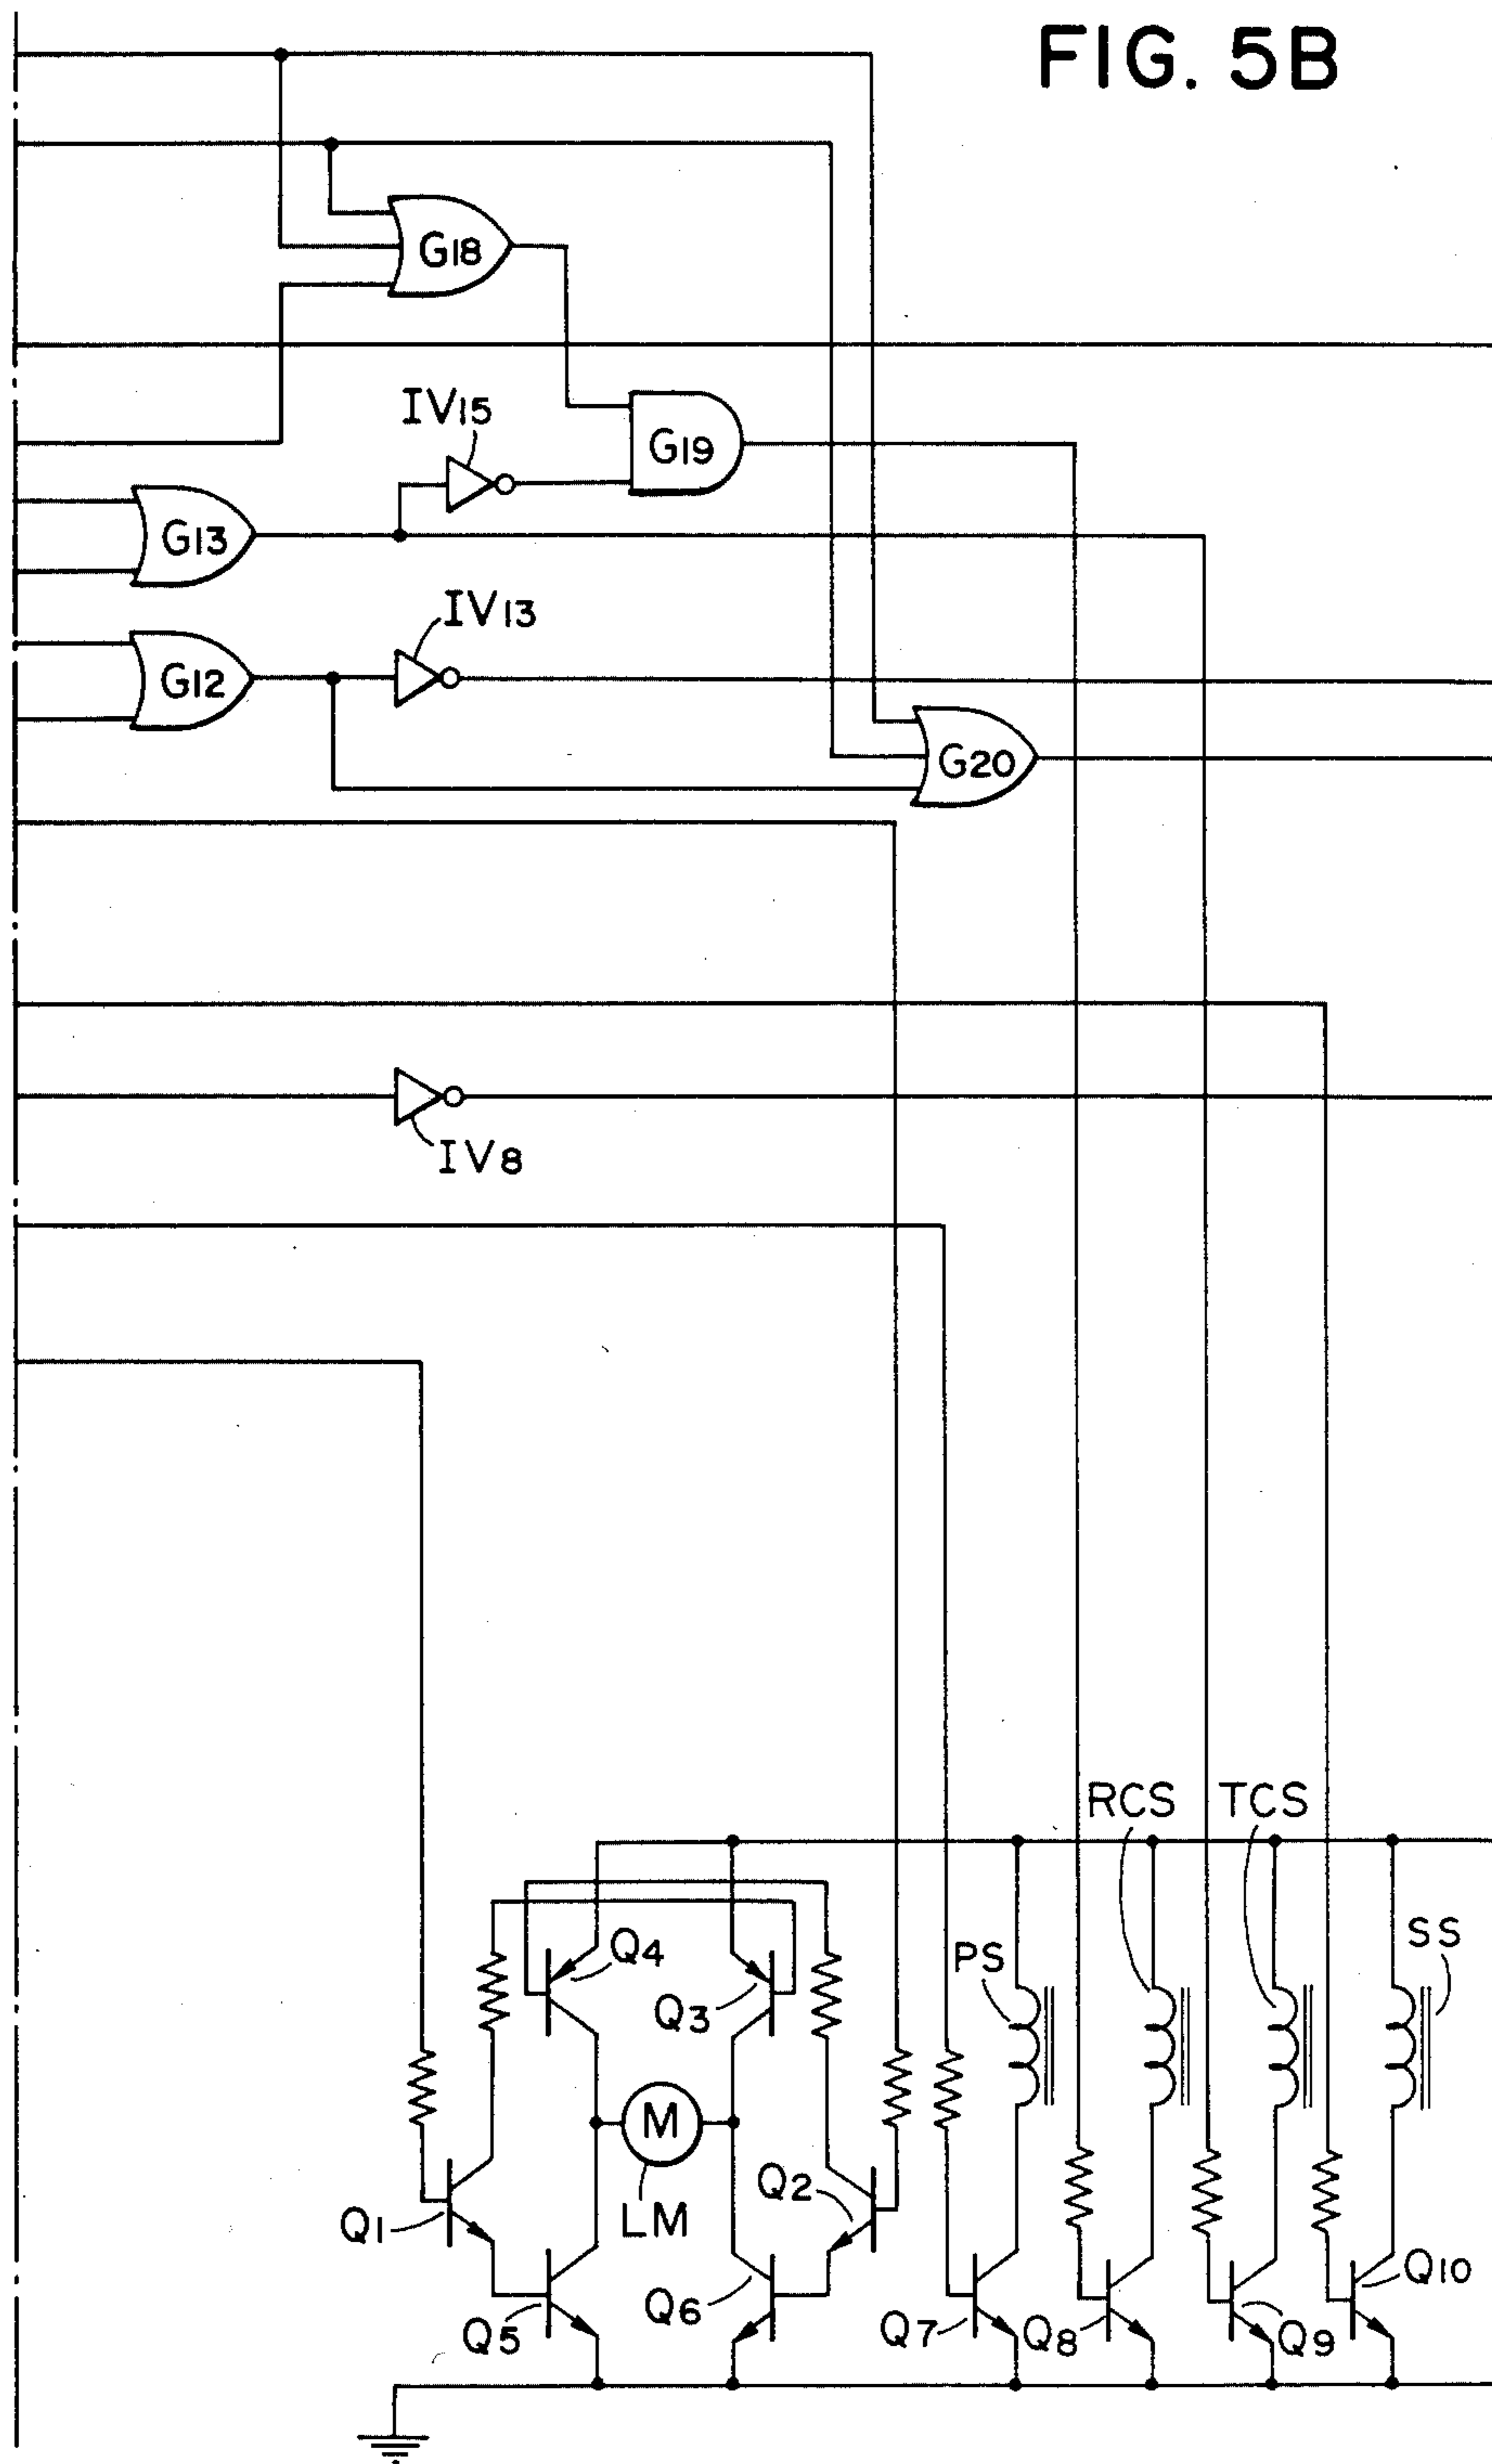 FIG. 5B
G18
IV15
G19
G13
IV13
G12
G20
IV8
RCS
TCS
Q4
SS
PS
Q3
M
Q2
LM
Q1
Q10
Q6
Q5
Q7
Q8
Q9